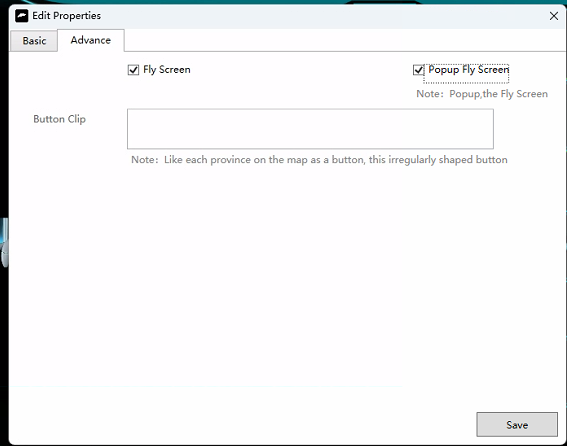 Edit Properties
Basic Advance
Fly Screen Popup Fly Screen
Note: Popup,the Fly Screen
Button Clip
Note: Like each province on the map as a button, this irregularly shaped button
Save